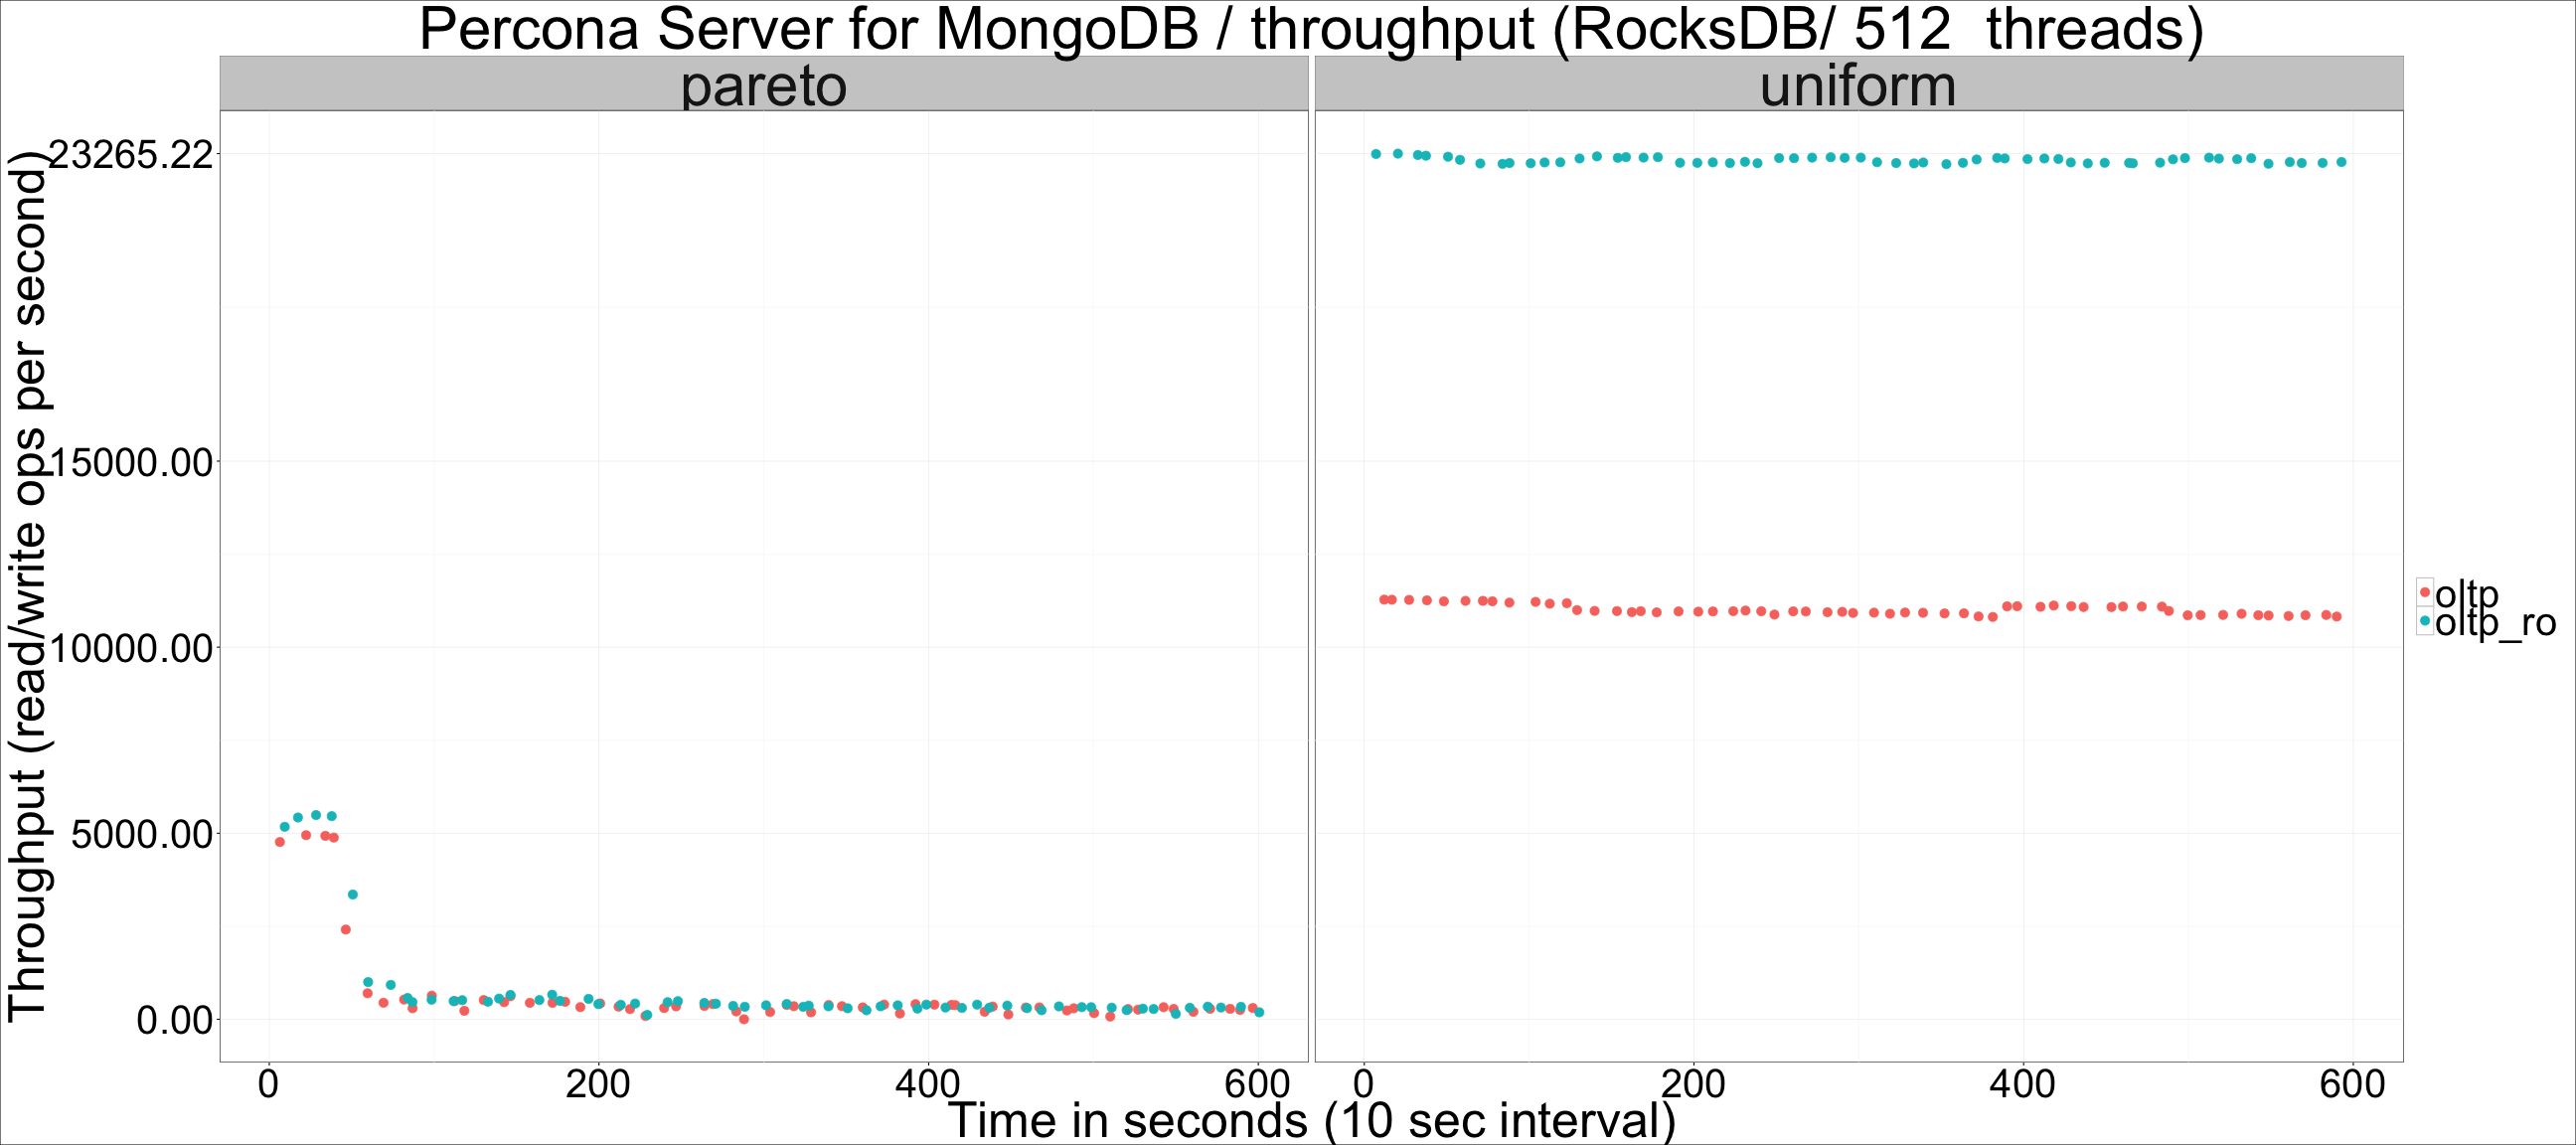 Percona Server for MongoDB / throughput (RocksDB/ 512  threads)
pareto
uniform
Throughput (read/write ops per second)
23265.22
15000.00
10000.00
5000.00
0.00
0 200 400 600
0 200 400 600
Time in seconds (10 sec interval)
oltp
oltp_ro